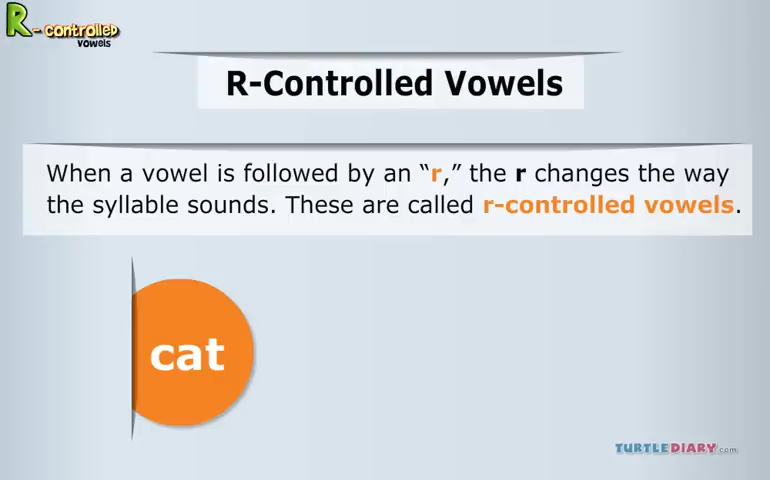 R-controlled
vowels
R-Controlled Vowels
When a vowel is followed by an “r,” the r changes the way
the syllable sounds. These are called r-controlled vowels.
cat
TURTLEDIARY.com